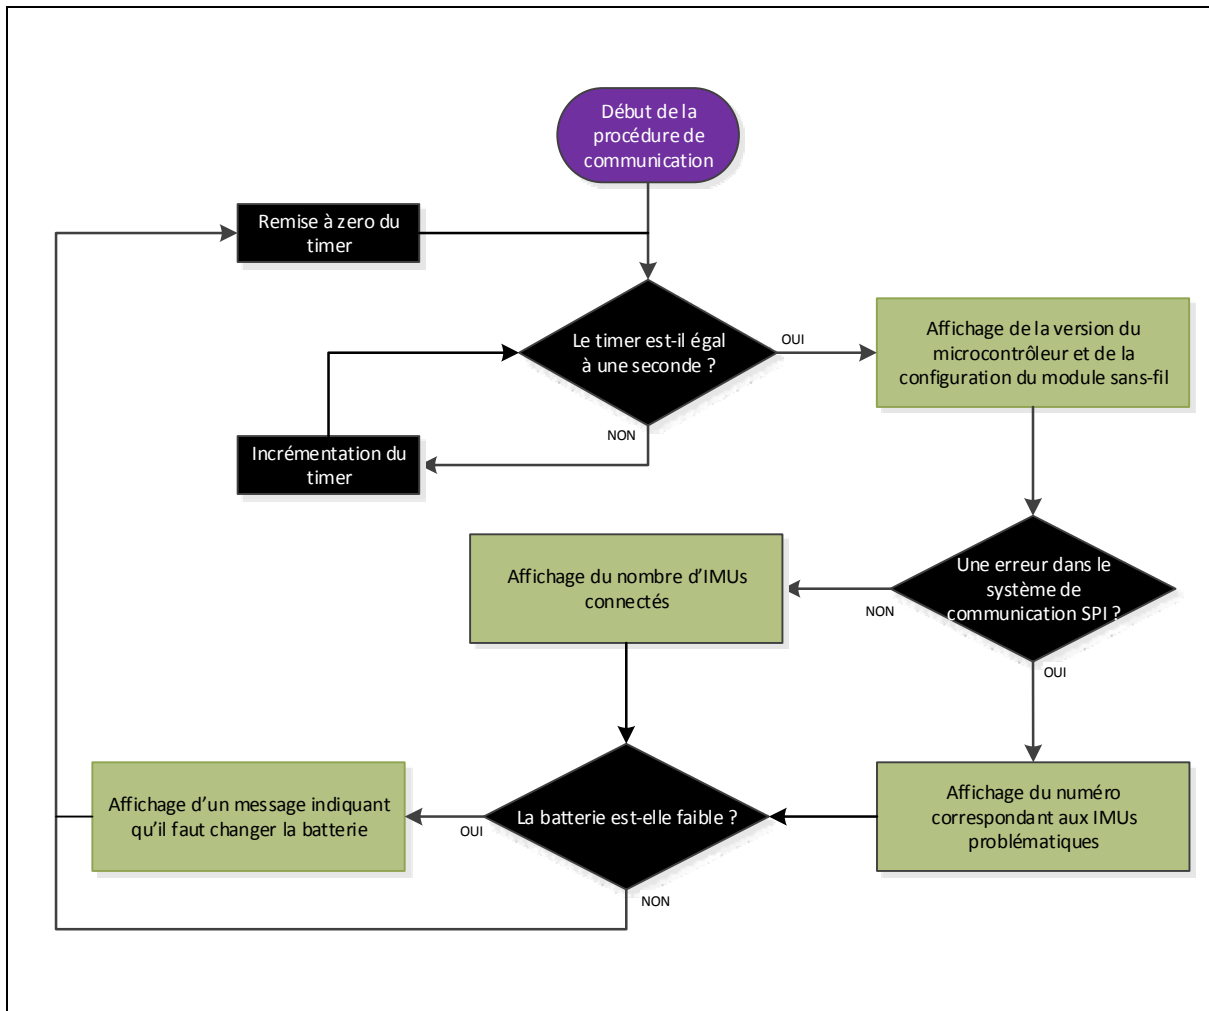 Début de la
procédure de
communication
Remise à zero du
timer
Le timer est-il égal
à une seconde ?
OUI
Affichage de la version du
microcontrôleur et de la
configuration du module sans-fil
NON
Incrémentation du
timer
Une erreur dans le
système de
communication SPI ?
NON
OUI
Affichage du nombre d’IMUs
connectés
Affichage d’un message indiquant
qu’il faut changer la batterie
OUI
La batterie est-elle faible ?
NON
Affichage du numéro
correspondant aux IMUs
problématiques